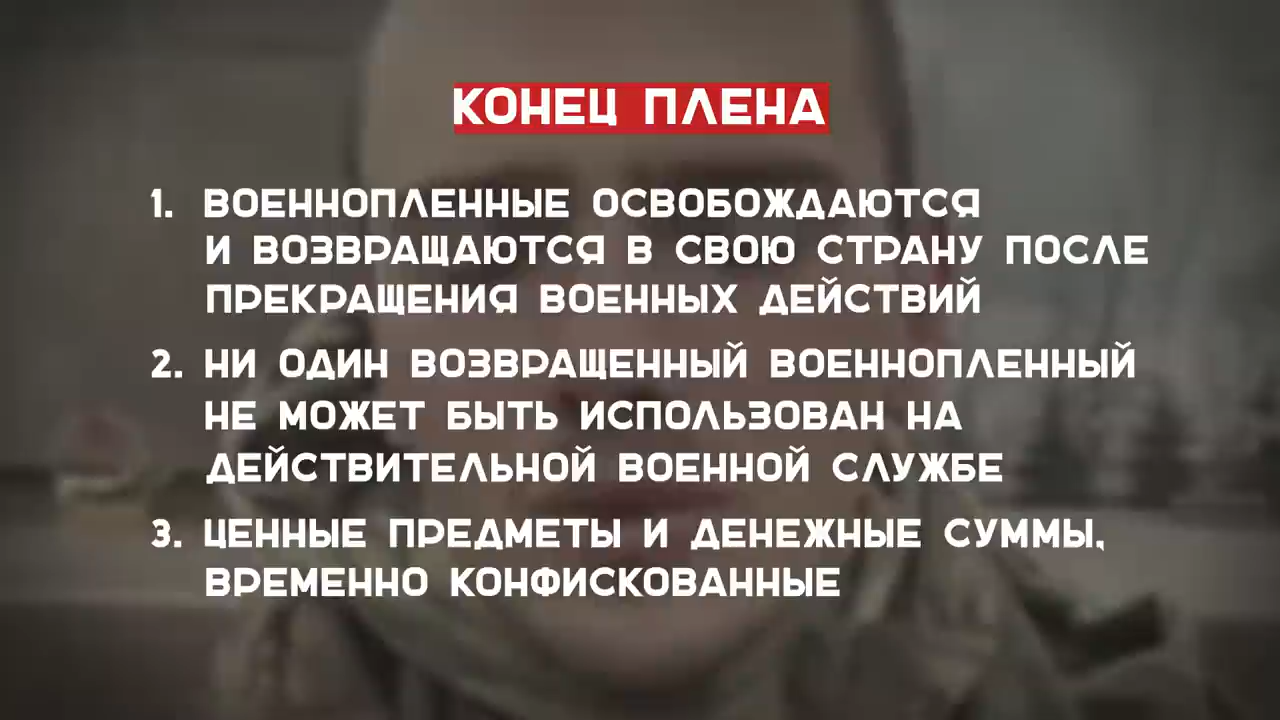 КОНЕЦ ПЛЕНА
1. ВОЕННОПЛЕННЫЕ ОСВОБОЖДАЮТСЯ
И ВОЗВРАЩАЮТСЯ В СВОЮ СТРАНУ ПОСЛЕ
ПРЕКРАЩЕНИЯ ВОЕННЫХ ДЕЙСТВИЙ
2. НИ ОДИН ВОЗВРАЩЕННЫЙ ВОЕННОПЛЕННЫЙ
НЕ МОЖЕТ БЫТЬ ИСПОЛЬЗОВАН НА
ДЕЙСТВИТЕЛЬНОЙ ВОЕННОЙ СЛУЖБЕ
3. ЦЕННЫЕ ПРЕДМЕТЫ И ДЕНЕЖНЫЕ СУММЫ,
ВРЕМЕННО КОНФИСКОВАННЫЕ